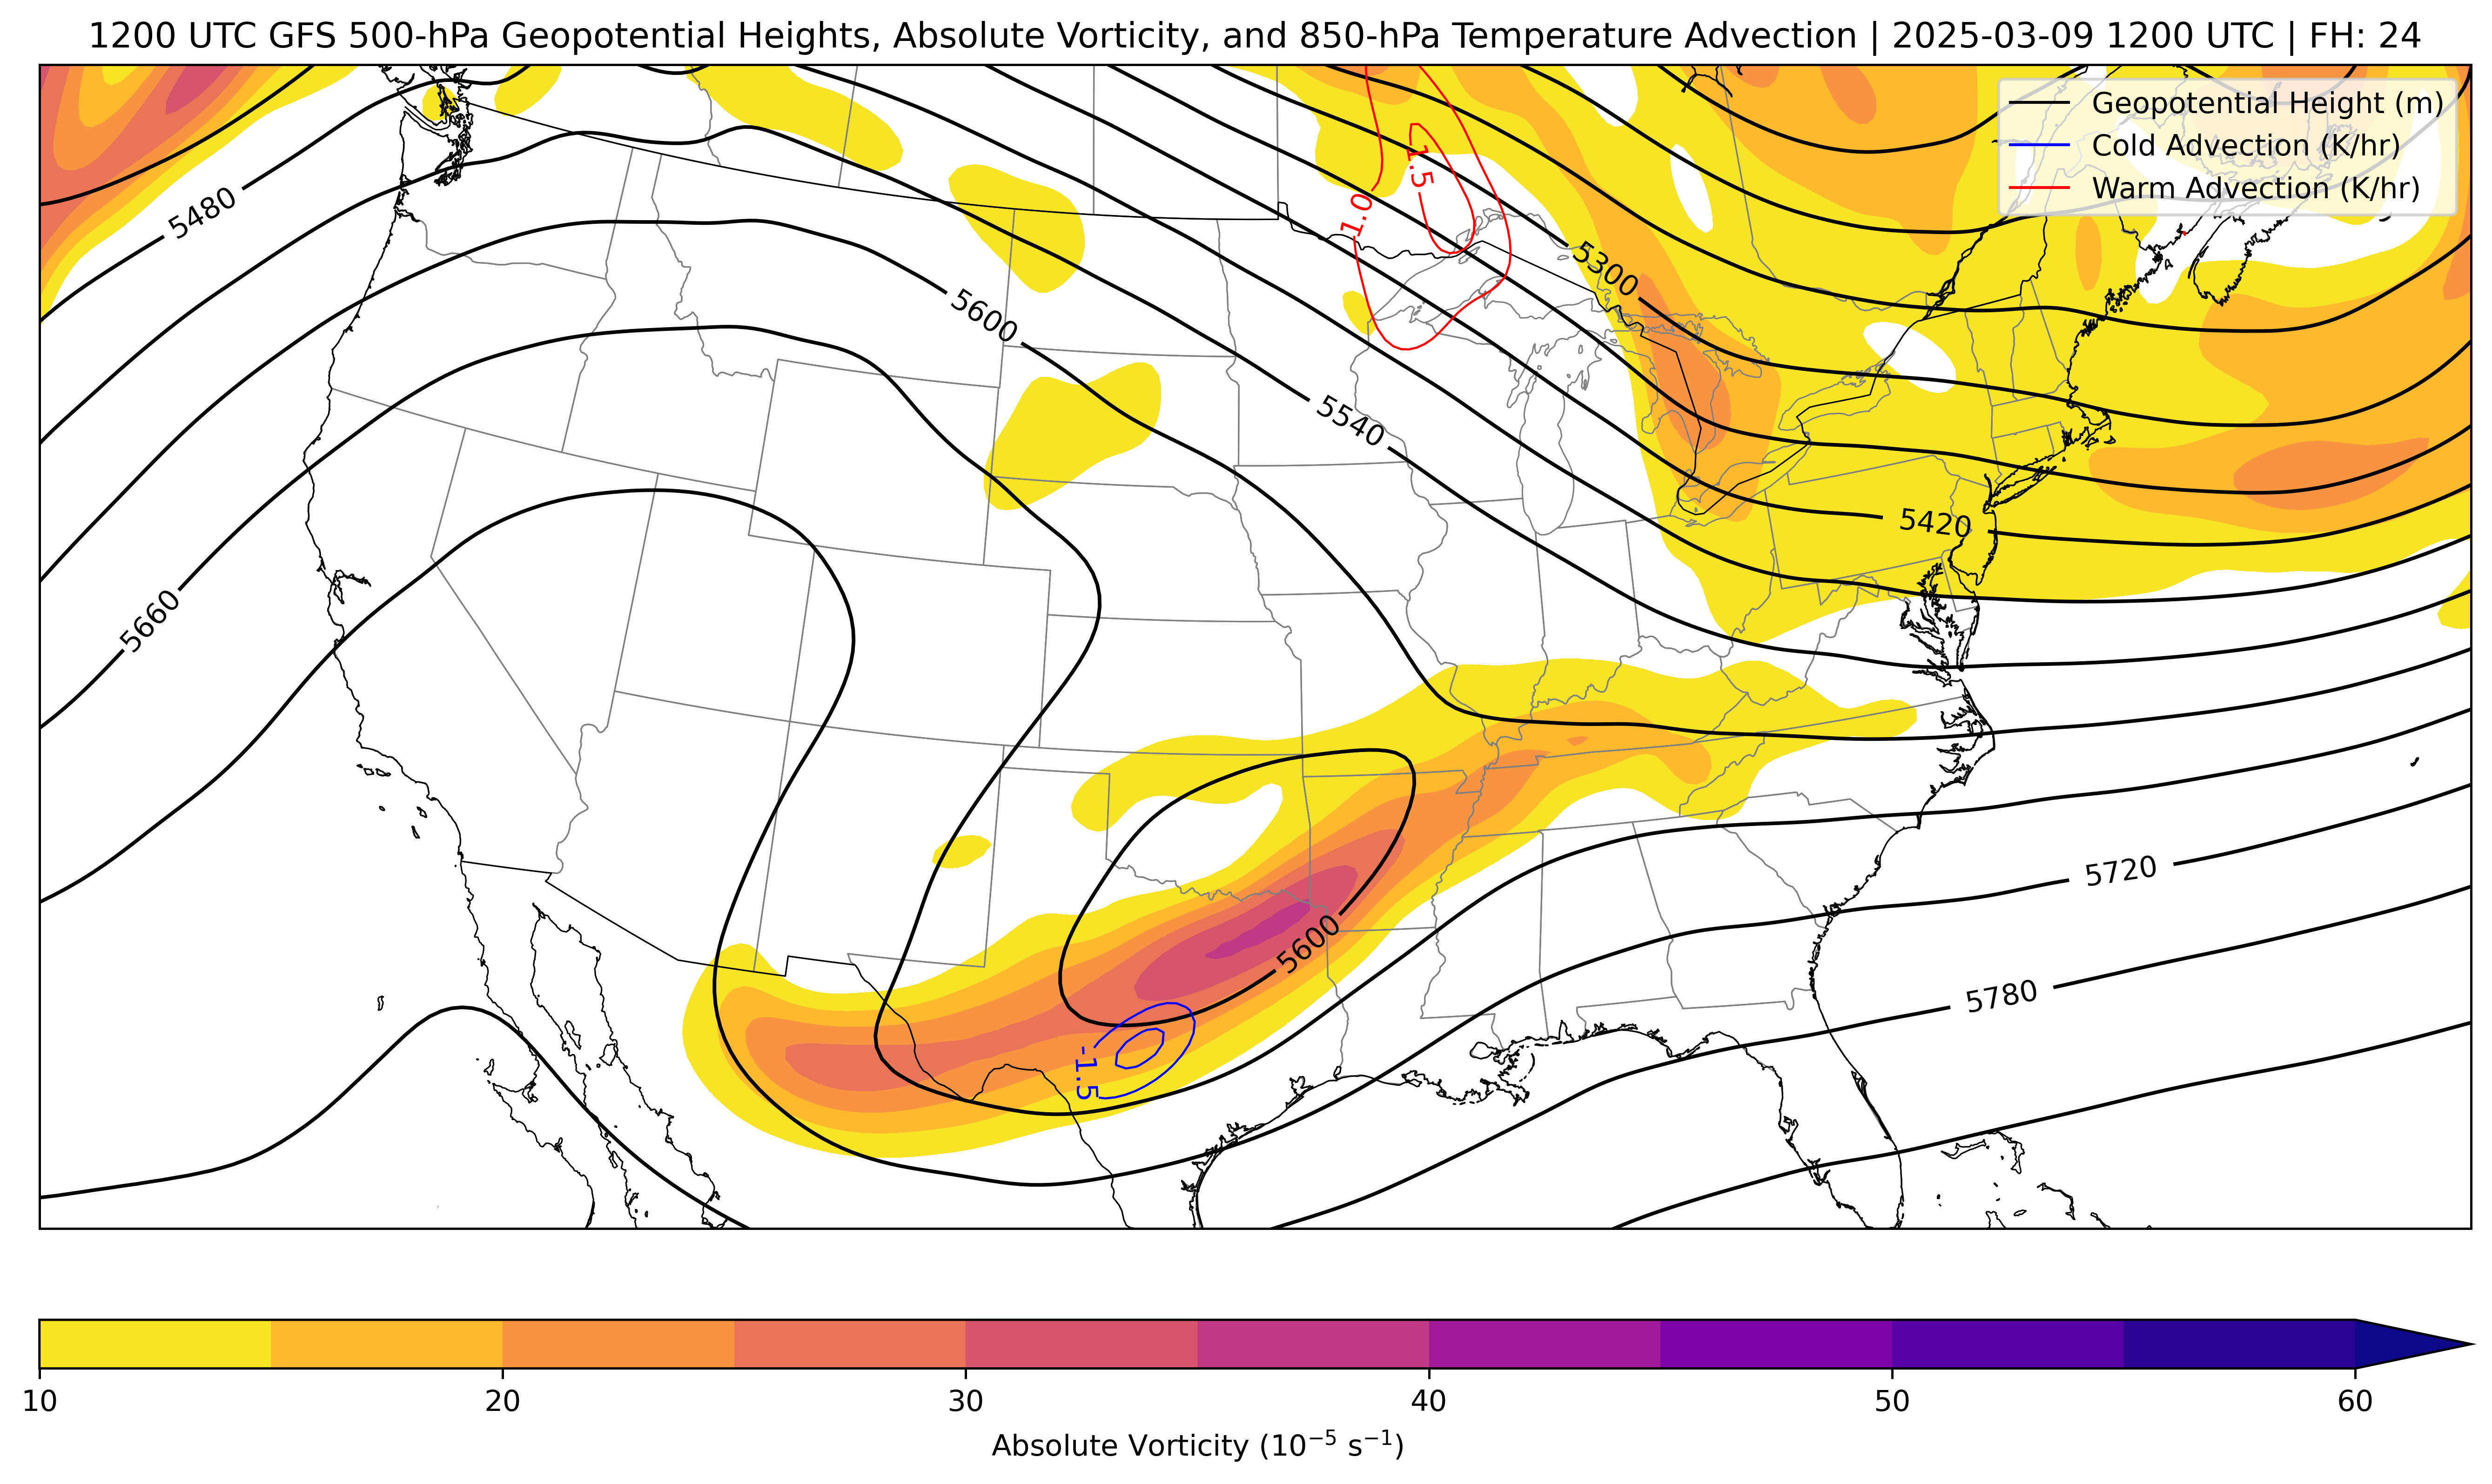 1200 UTC GFS 500-hPa Geopotential Heights, Absolute Vorticity, and 850-hPa Temperature Advection | 2025-03-09 1200 UTC | FH: 24
Geopotential Height (m)
Cold Advection (K/hr)
Warm Advection (K/hr)
1.5
1.0
5480
5300
5600
5540
5420
5660
5720
5600
5780
-1.5
10 20 30 40 50 60
Absolute Vorticity (10⁻⁵ s⁻¹)